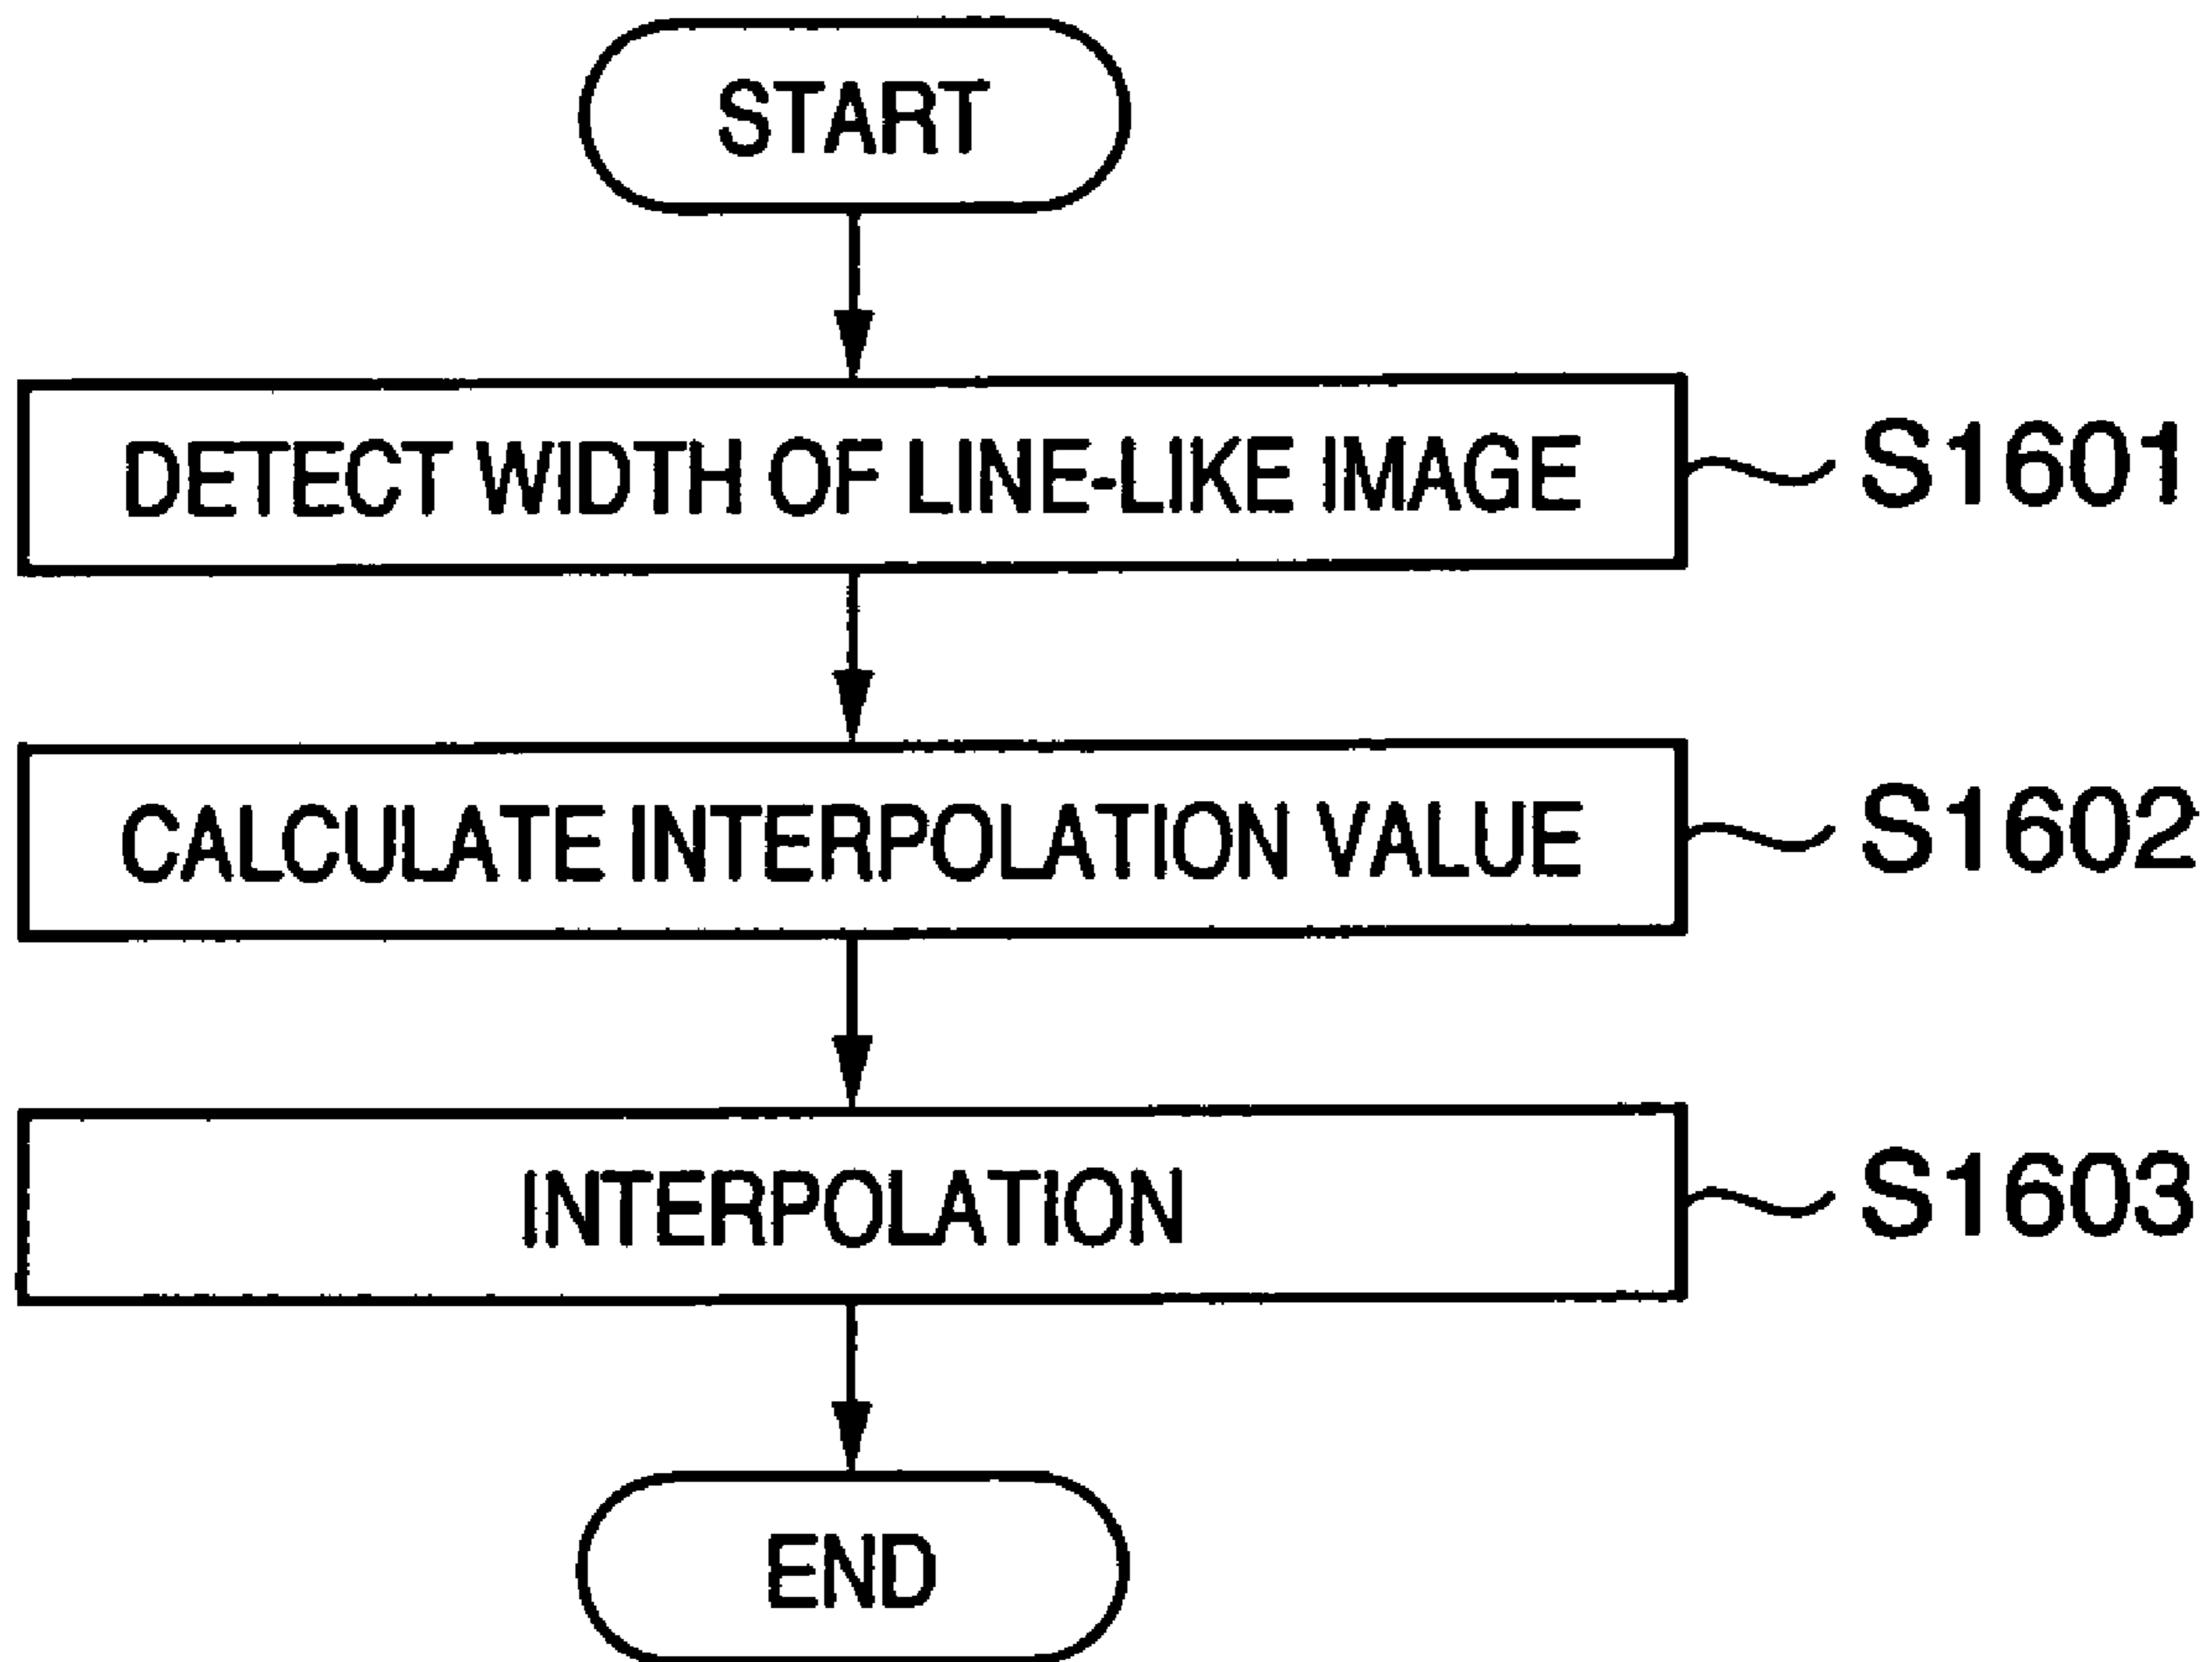 START
DETECT WIDTH OF LINE-LIKE IMAGE S1601
CALCULATE INTERPOLATION VALUE S1602
INTERPOLATION S1603
END